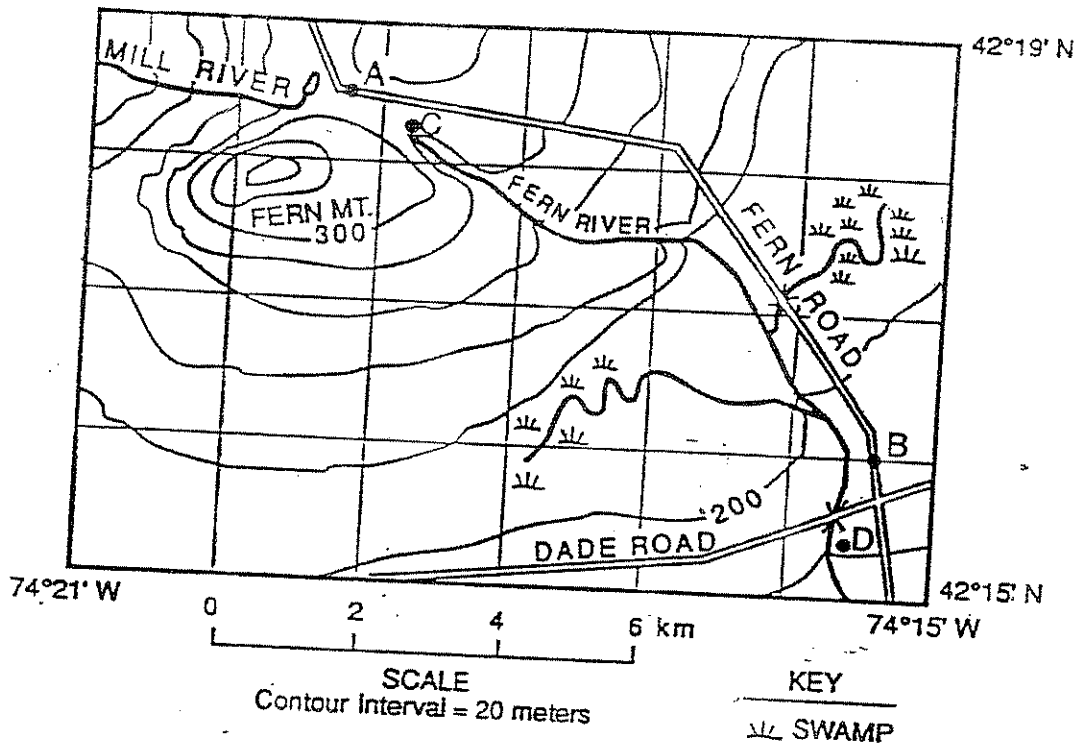 42°19' N
MILL RIVER
A
C
FERN RIVER
FERN MT.
300
FERN ROAD
B
200
DADE ROAD
D
74°21' W
42°15' N
74°15' W
0 2 4 6 km
SCALE
Contour Interval = 20 meters
KEY
SWAMP